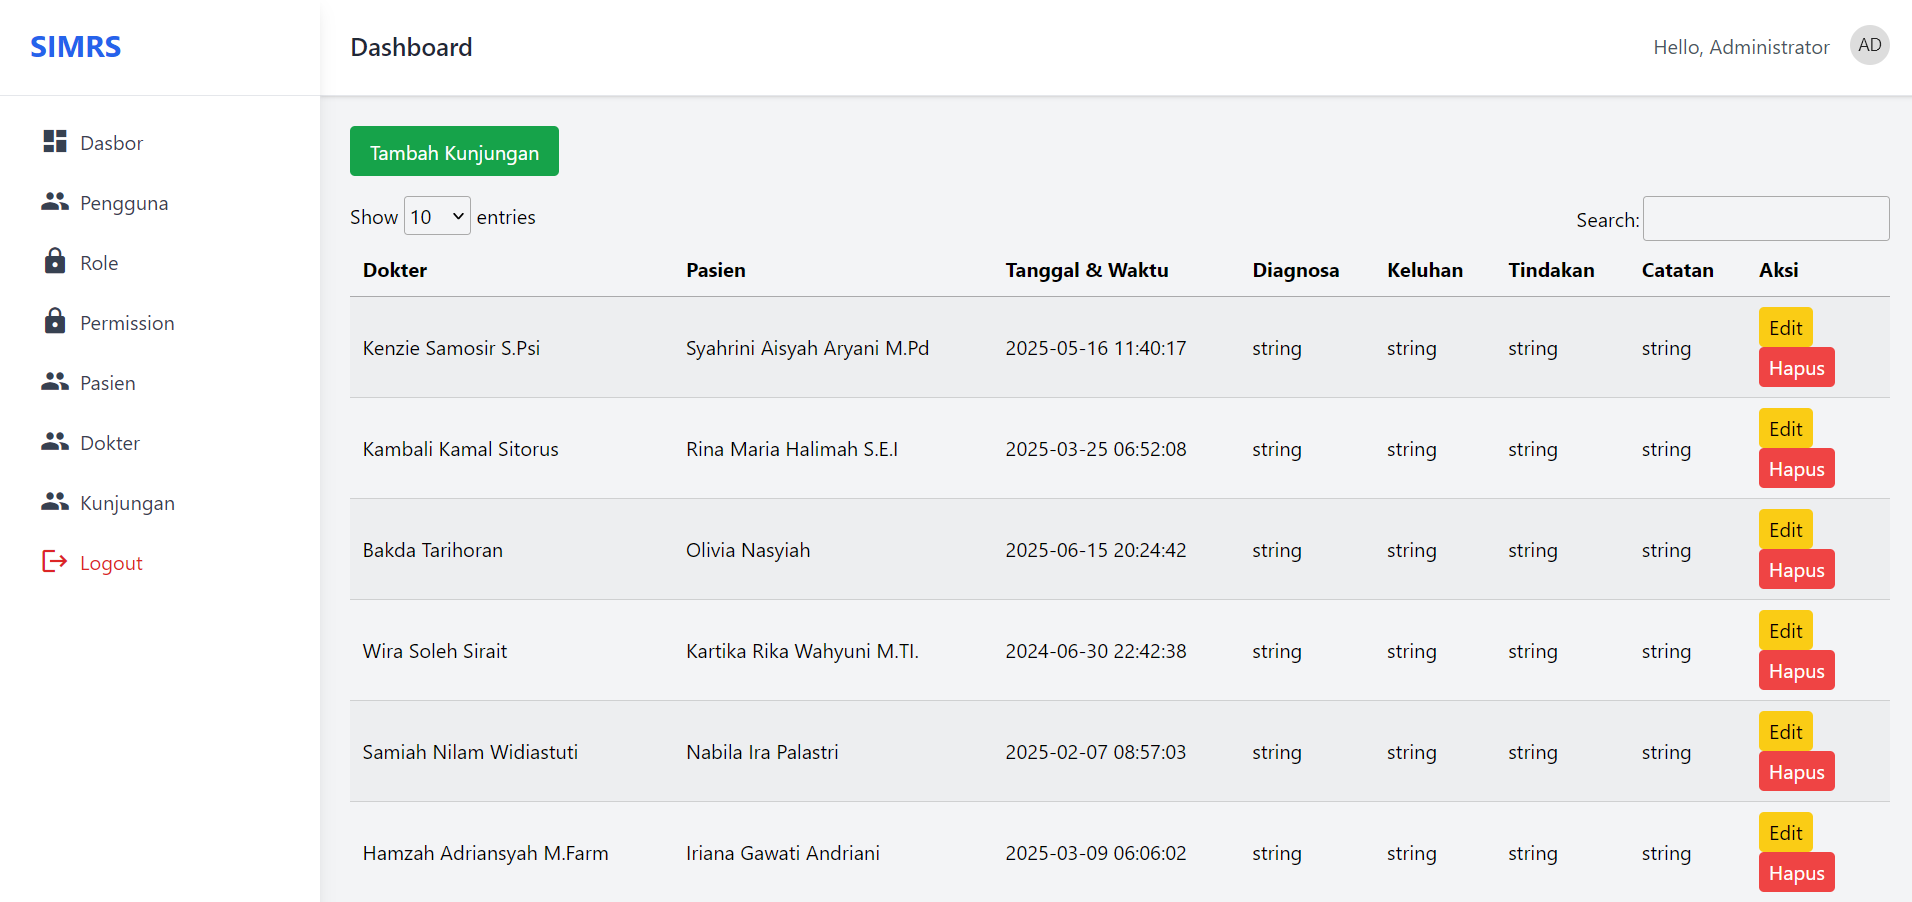 SIMRS
Dashboard
Hello, Administrator
AD
Dasbor
Pengguna
Role
Permission
Pasien
Dokter
Kunjungan
Logout
Tambah Kunjungan
Show 10 entries
Search:
Dokter Pasien Tanggal & Waktu Diagnosa Keluhan Tindakan Catatan Aksi
Kenzie Samosir S.Psi Syahrini Aisyah Aryani M.Pd 2025-05-16 11:40:17 string string string string Edit
Hapus
Kambali Kamal Sitorus Rina Maria Halimah S.E.I 2025-03-25 06:52:08 string string string string Edit
Hapus
Bakda Tarihoran Olivia Nasyiah 2025-06-15 20:24:42 string string string string Edit
Hapus
Wira Soleh Sirait Kartika Rika Wahyuni M.TI. 2024-06-30 22:42:38 string string string string Edit
Hapus
Samiah Nilam Widiastuti Nabila Ira Palastri 2025-02-07 08:57:03 string string string string Edit
Hapus
Hamzah Adriansyah M.Farm Iriana Gawati Andriani 2025-03-09 06:06:02 string string string string Edit
Hapus